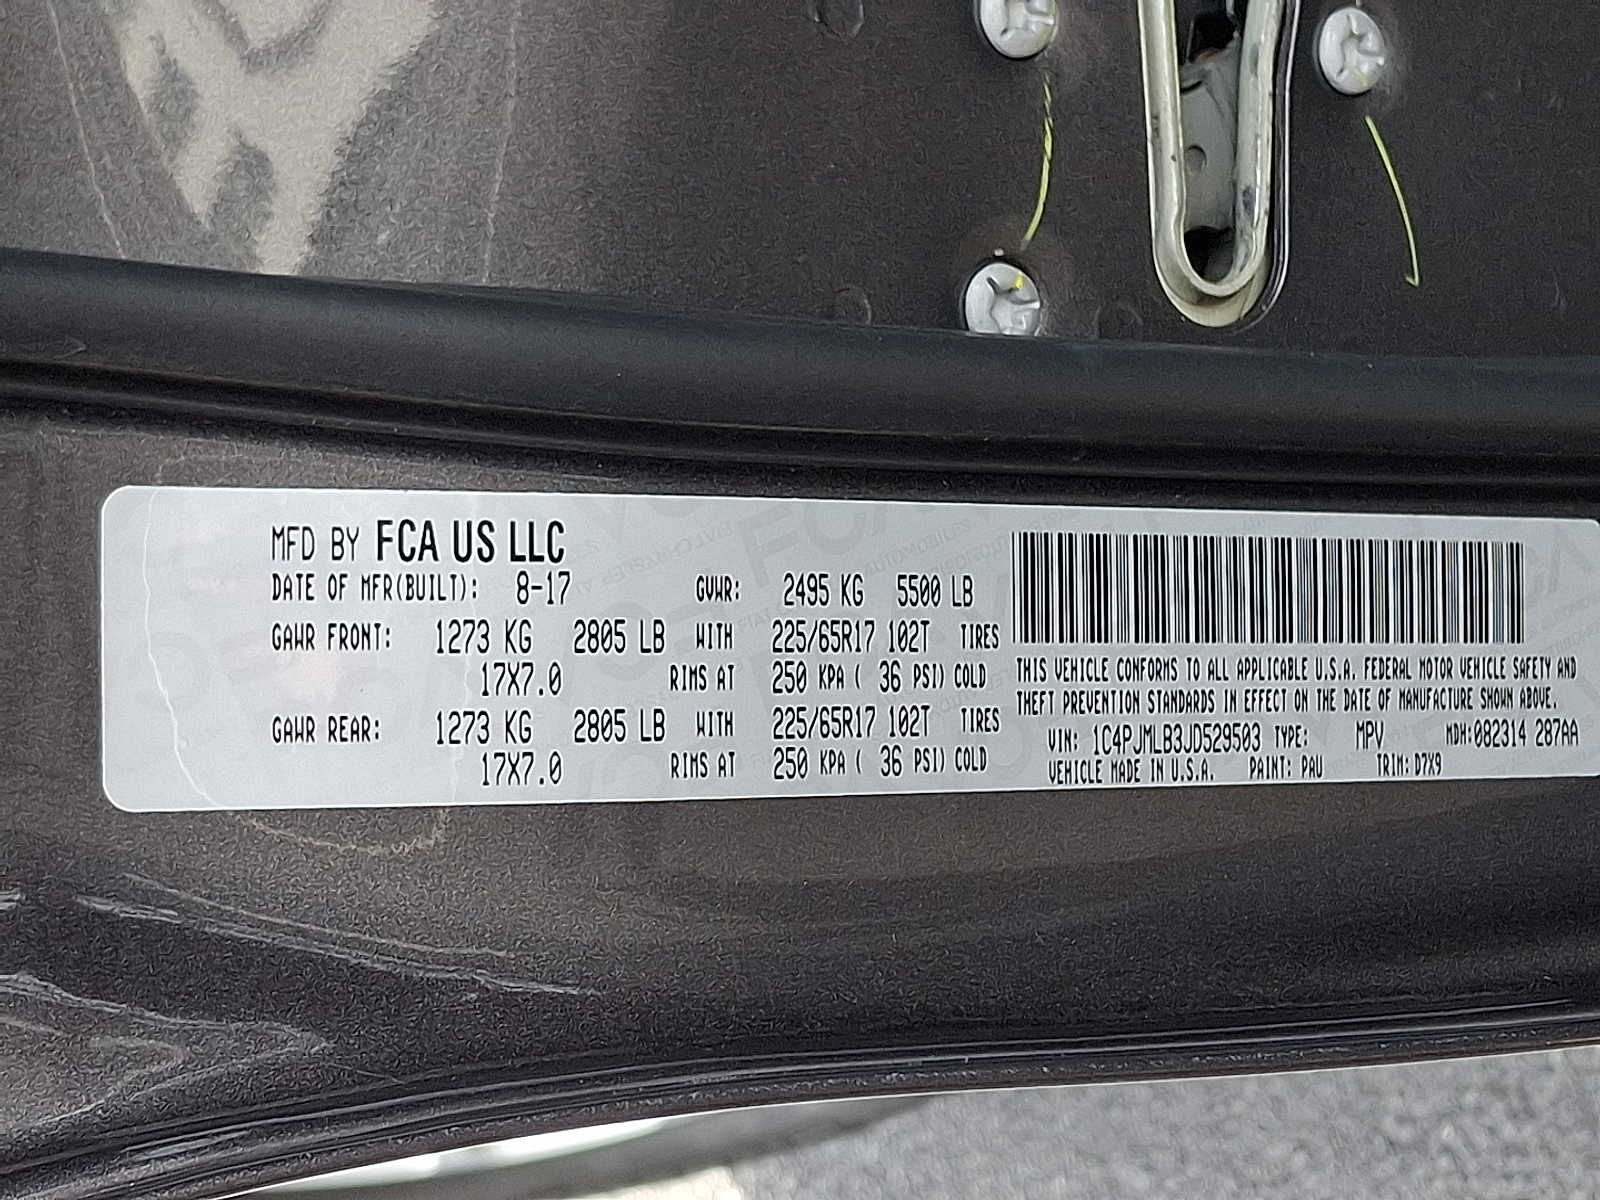 MFD BY FCA US LLC
DATE OF MFR(BUILT): 8-17 GVWR: 2495 KG 5500 LB
GAWR FRONT: 1273 KG 2805 LB WITH 225/65R17 102T TIRES
17X7.0 RIMS AT 250 KPA ( 36 PSI) COLD
GAWR REAR: 1273 KG 2805 LB WITH 225/65R17 102T TIRES
17X7.0 RIMS AT 250 KPA ( 36 PSI) COLD
THIS VEHICLE CONFORMS TO ALL APPLICABLE U.S.A. FEDERAL MOTOR VEHICLE SAFETY AND
THEFT PREVENTION STANDARDS IN EFFECT ON THE DATE OF MANUFACTURE SHOWN ABOVE.
VIN: 1C4PJMLB3JD529503 TYPE: MPV MDH:082314 287AA
VEHICLE MADE IN U.S.A. PAINT: PAU TRIM: D7X9